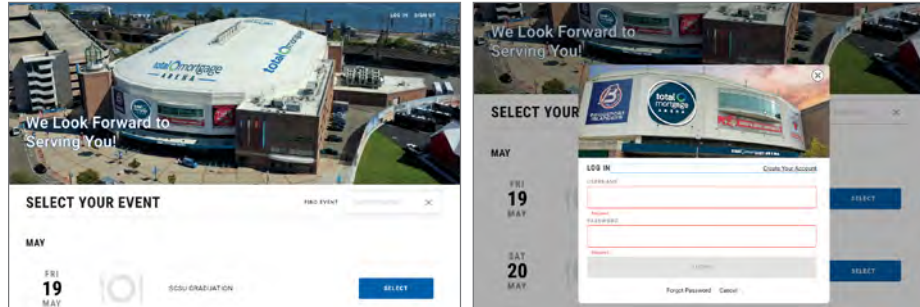 LOG IN SIGN UP
total mortgage
ARENA
total mortgage
We Look Forward to
Serving You!
SELECT YOUR EVENT
FIND EVENT
MAY
FRI
19
MAY
SCSU GRADUATION
SELECT
We Look Forward to
Serving You!
SELECT YOUR
total
mortgage
ARENA
BRIDGEPORT
ISLANDERS
MAY
LOG IN
Create Your Account
USERNAME
Required
PASSWORD
Required
FRI
19
MAY
SELECT
SAT
20
MAY
SELECT
Forgot Password Cancel